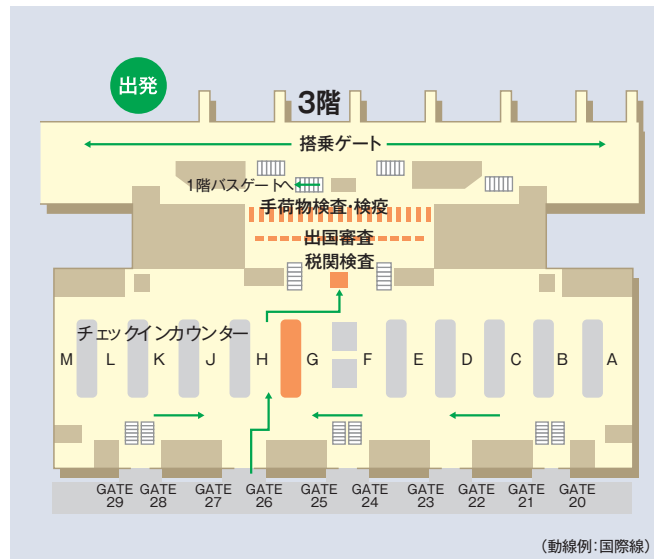 出発
3階
搭乗ゲート
1階バスゲートへ
手荷物検査・検疫
出国審査
税関検査
チェックインカウンター
M L K J H G F E D C B A
GATE 29
GATE 28
GATE 27
GATE 26
GATE 25
GATE 24
GATE 23
GATE 22
GATE 21
GATE 20
（動線例：国際線）